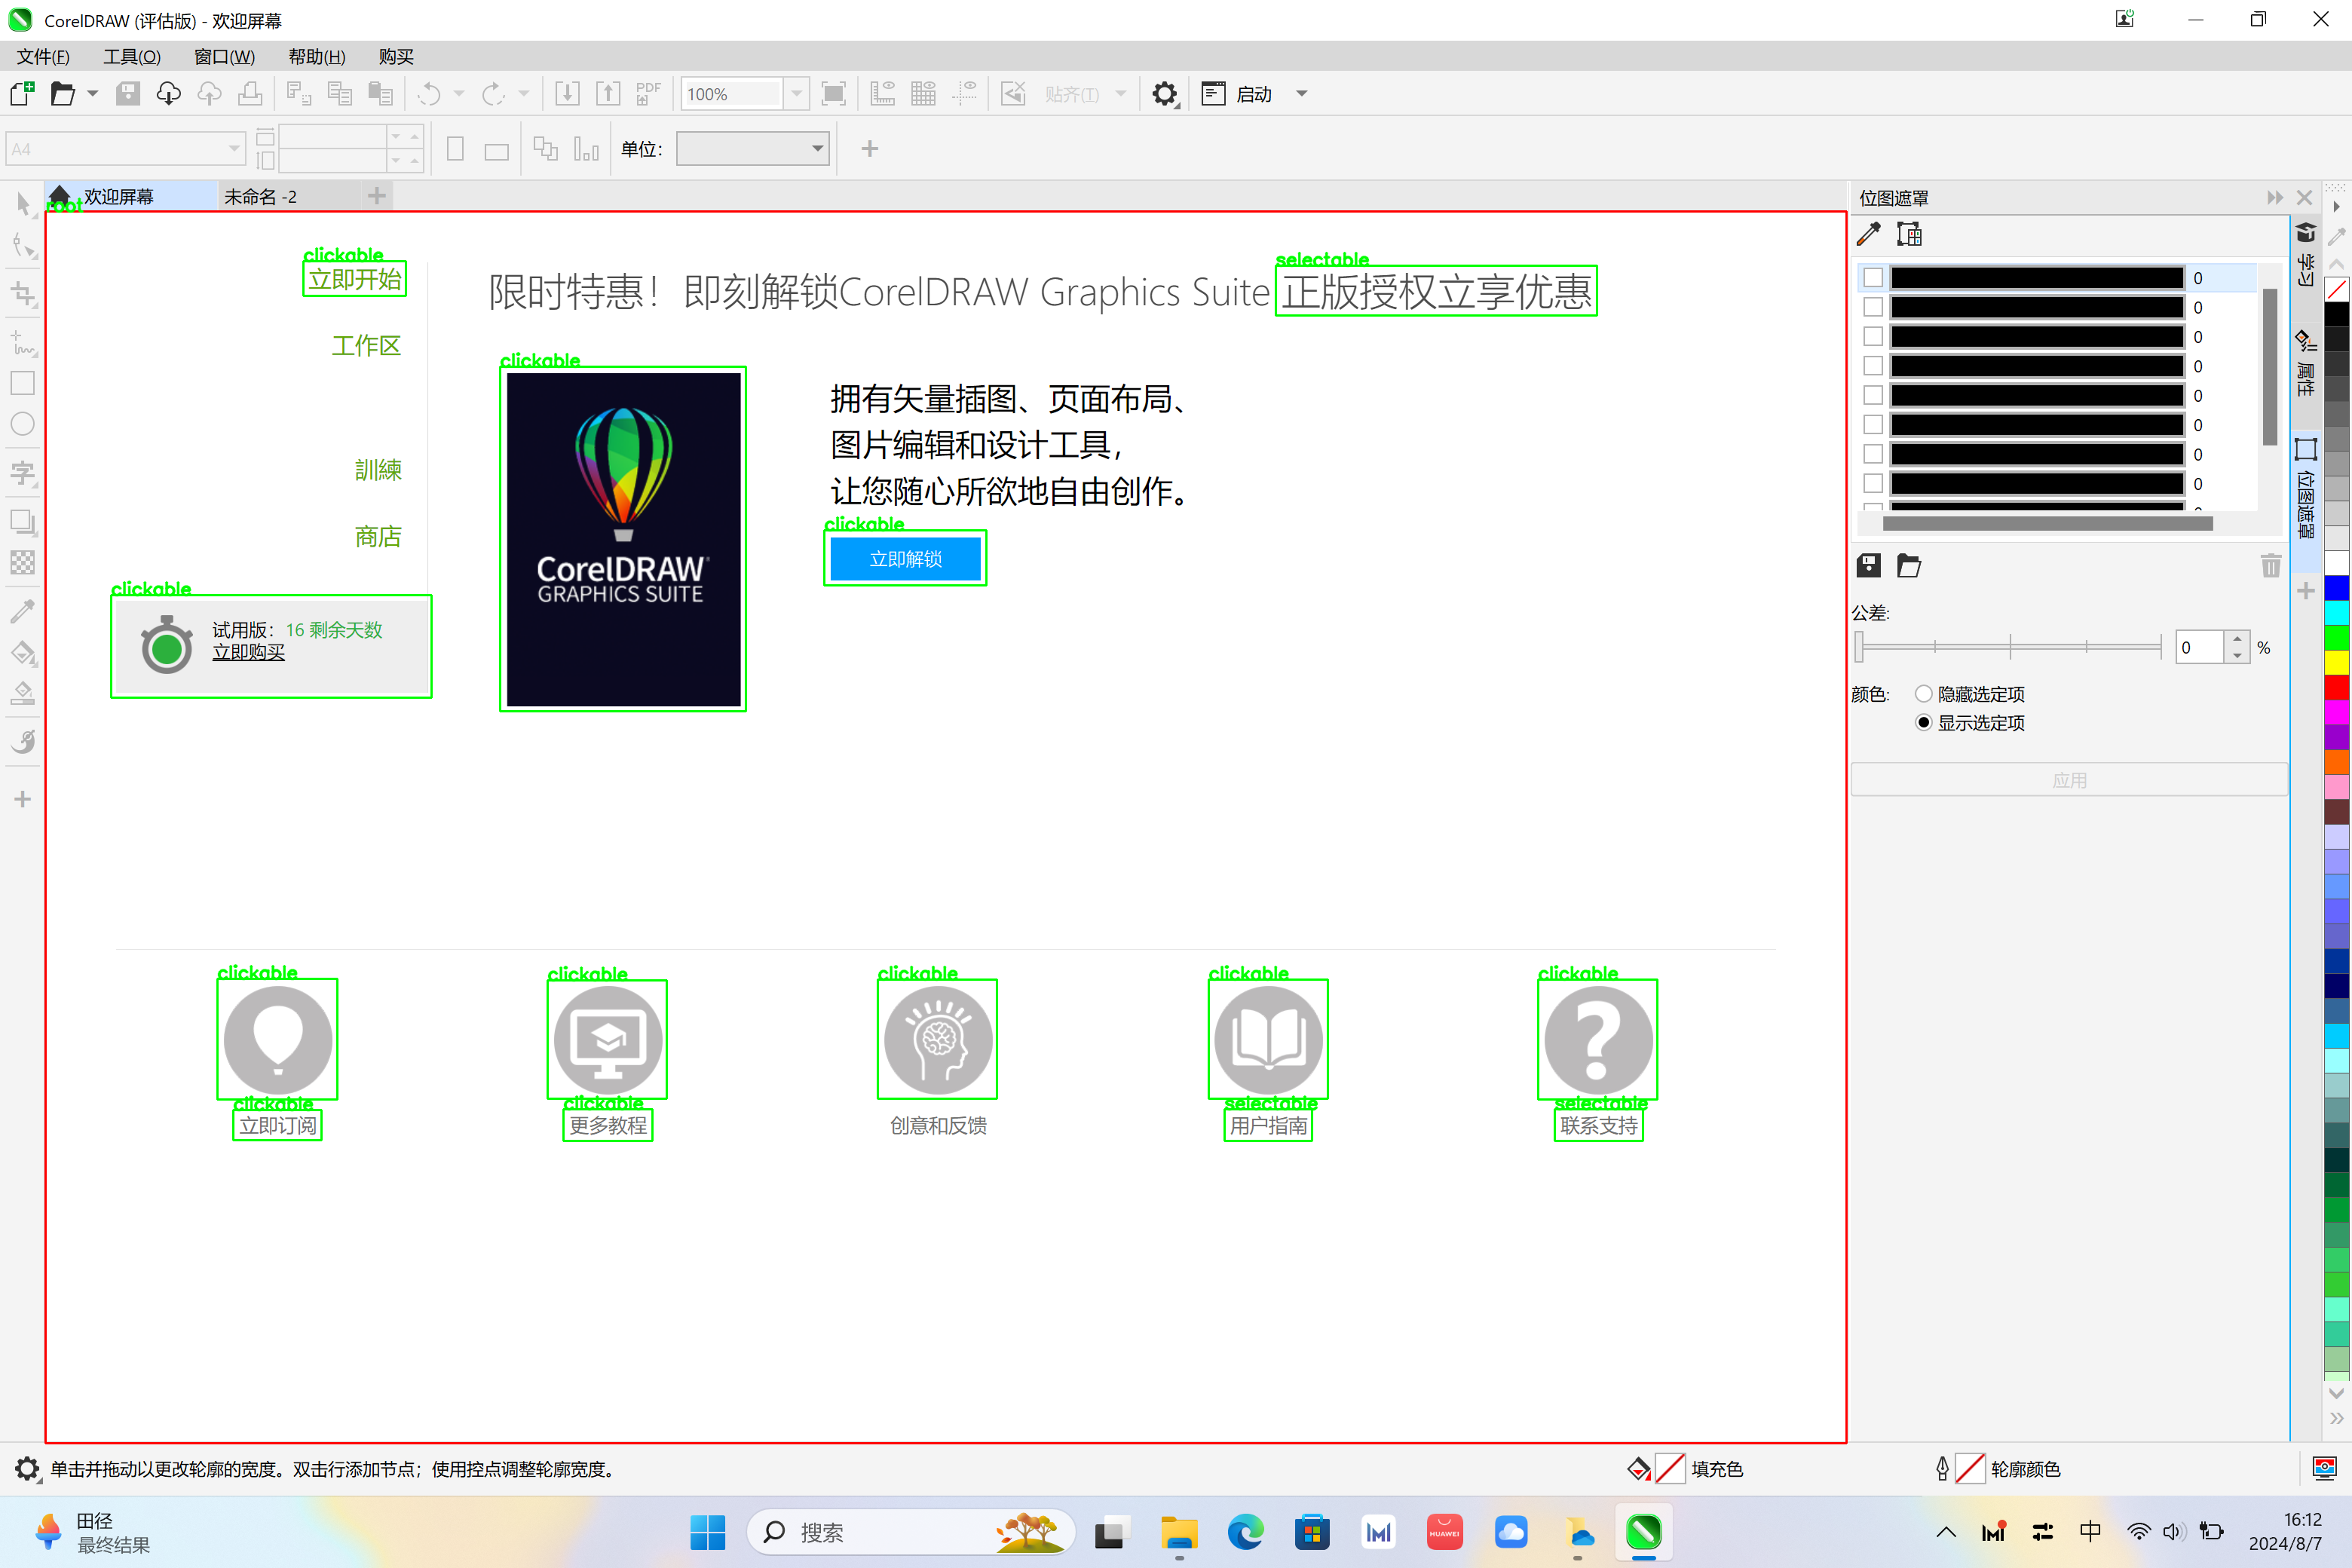 CorelDRAW (评估版) - 欢迎屏幕
文件(F) 工具(O) 窗口(W) 帮助(H) 购买
PDF 100% 贴齐(T) 启动
A4 单位:
欢迎屏幕 未命名 -2
root
位图遮罩
clickable
立即开始
限时特惠！即刻解锁CorelDRAW Graphics Suite
selectable
正版授权立享优惠
工作区
訓練
商店
clickable
试用版：16 剩余天数
立即购买
clickable
CorelDRAW
GRAPHICS SUITE
拥有矢量插图、页面布局、
图片编辑和设计工具，
让您随心所欲地自由创作。
clickable
立即解锁
0
0
0
0
0
0
0
0
学习
属性
位图遮罩
公差:
0 %
颜色: 隐藏选定项
显示选定项
应用
clickable clickable clickable clickable clickable
clickable clickable selectable selectable
立即订阅 更多教程 创意和反馈 用户指南 联系支持
单击并拖动以更改轮廓的宽度。双击行添加节点；使用控点调整轮廓宽度。
填充色
轮廓颜色
田径
最终结果
搜索
HUAWEI
中
16:12
2024/8/7